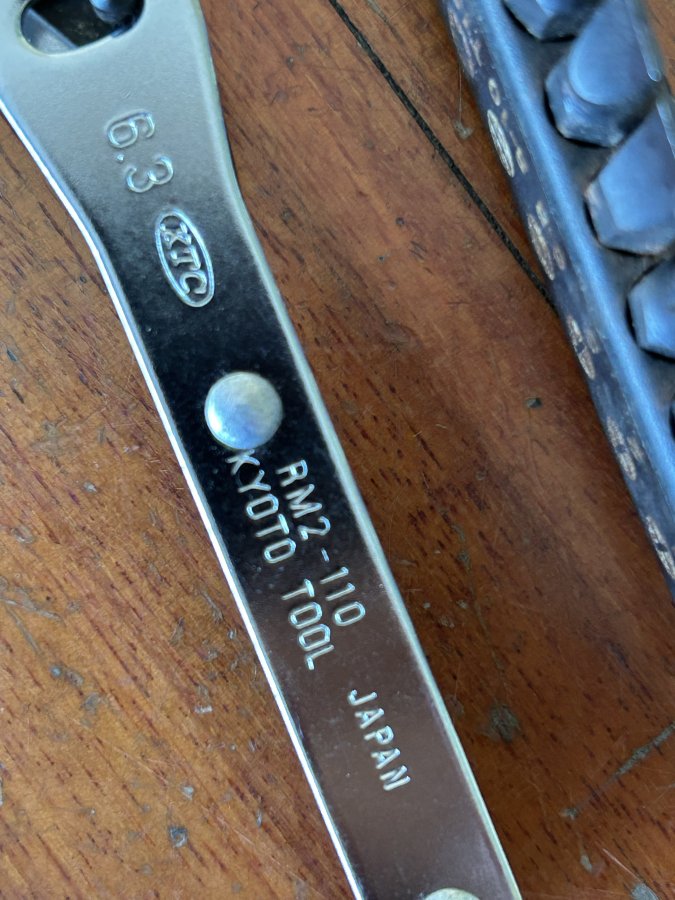 6.3
KTC
RM2-110
KYOTO TOOL JAPAN